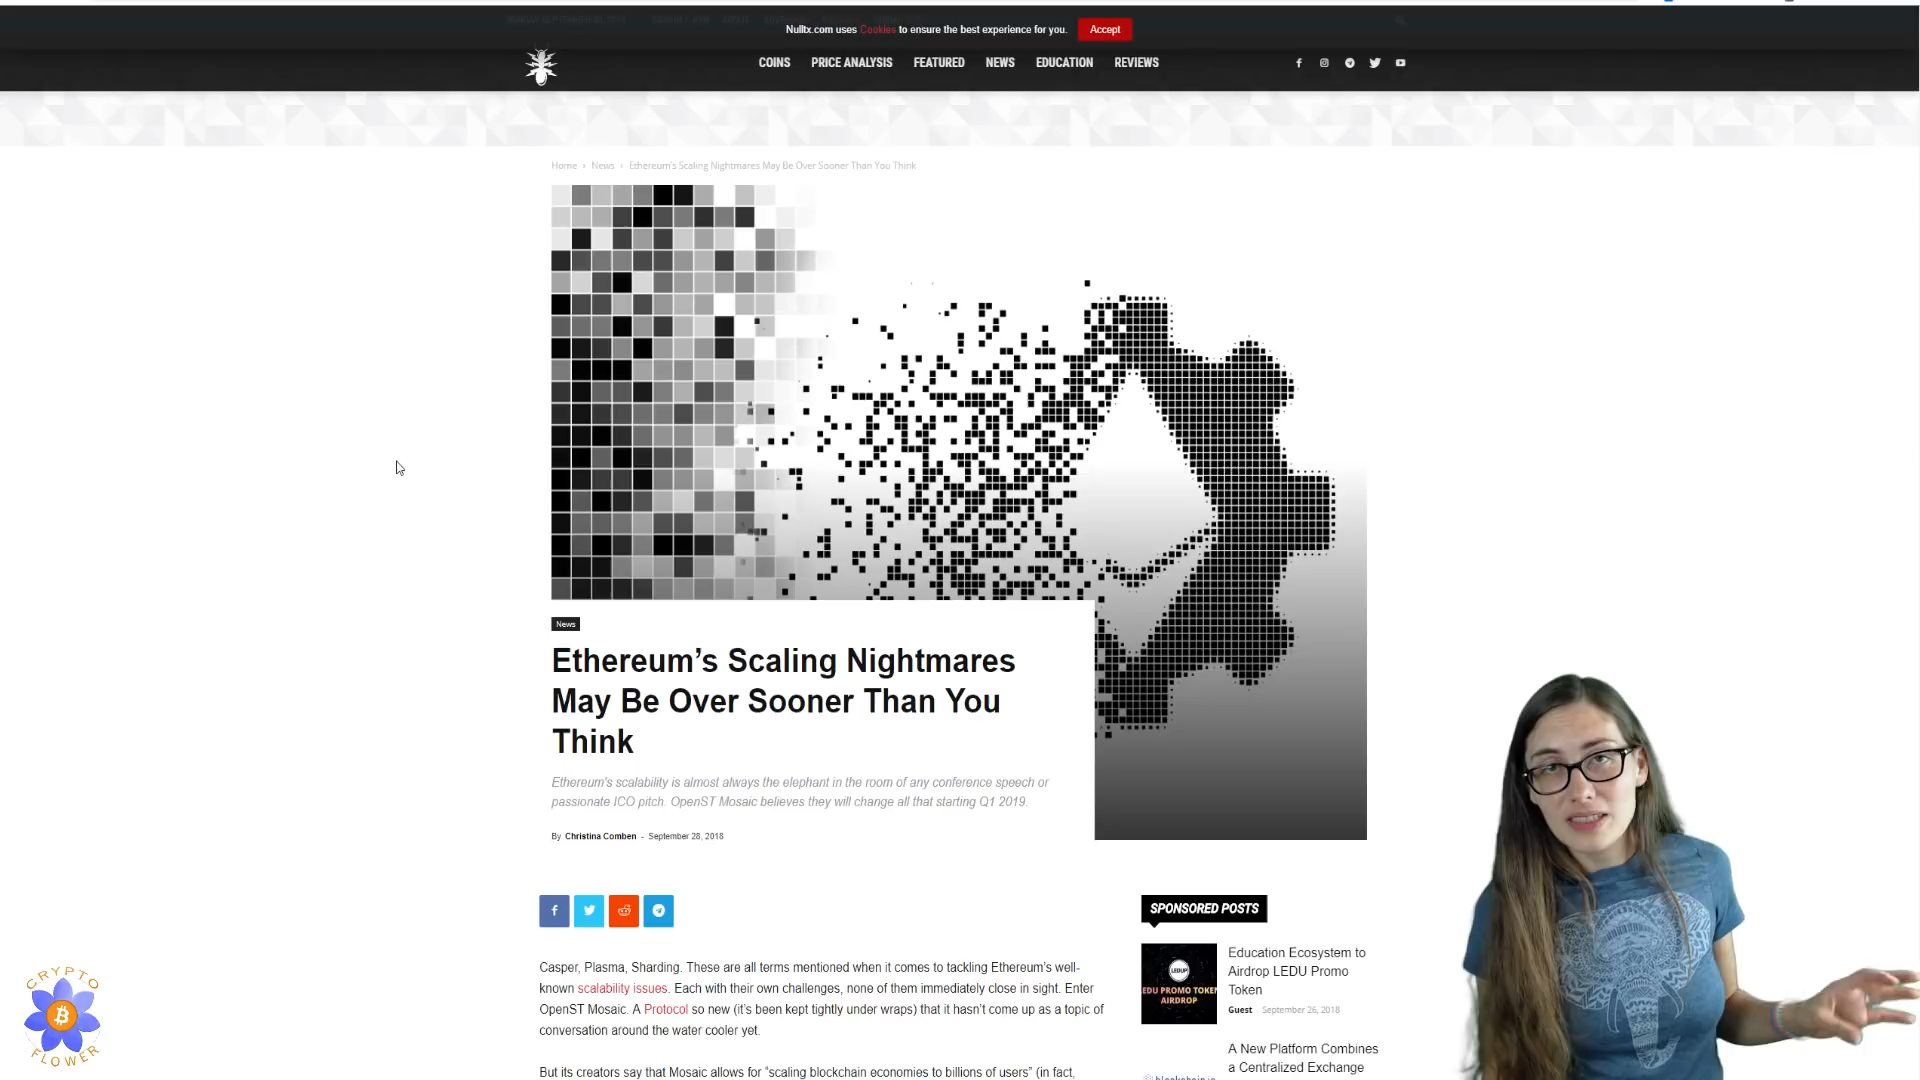 Nulltx.com uses Cookies to ensure the best experience for you. Accept
COINS PRICE ANALYSIS FEATURED NEWS EDUCATION REVIEWS
Home › News › Ethereum's Scaling Nightmares May Be Over Sooner Than You Think
News
Ethereum’s Scaling Nightmares
May Be Over Sooner Than You
Think
Ethereum's scalability is almost always the elephant in the room of any conference speech or
passionate ICO pitch. OpenST Mosaic believes they will change all that starting Q1 2019.
By Christina Comben - September 28, 2018
Casper, Plasma, Sharding. These are all terms mentioned when it comes to tackling Ethereum’s well-
known scalability issues. Each with their own challenges, none of them immediately close in sight. Enter
OpenST Mosaic. A Protocol so new (it’s been kept tightly under wraps) that it hasn’t come up as a topic of
conversation around the water cooler yet.
But its creators say that Mosaic allows for “scaling blockchain economies to billions of users” (in fact,
SPONSORED POSTS
LEDUP
EDU PROMO TOKEN
AIRDROP
Education Ecosystem to
Airdrop LEDU Promo
Token
Guest September 26, 2018
A New Platform Combines
a Centralized Exchange
CRYPTO
FLOWER